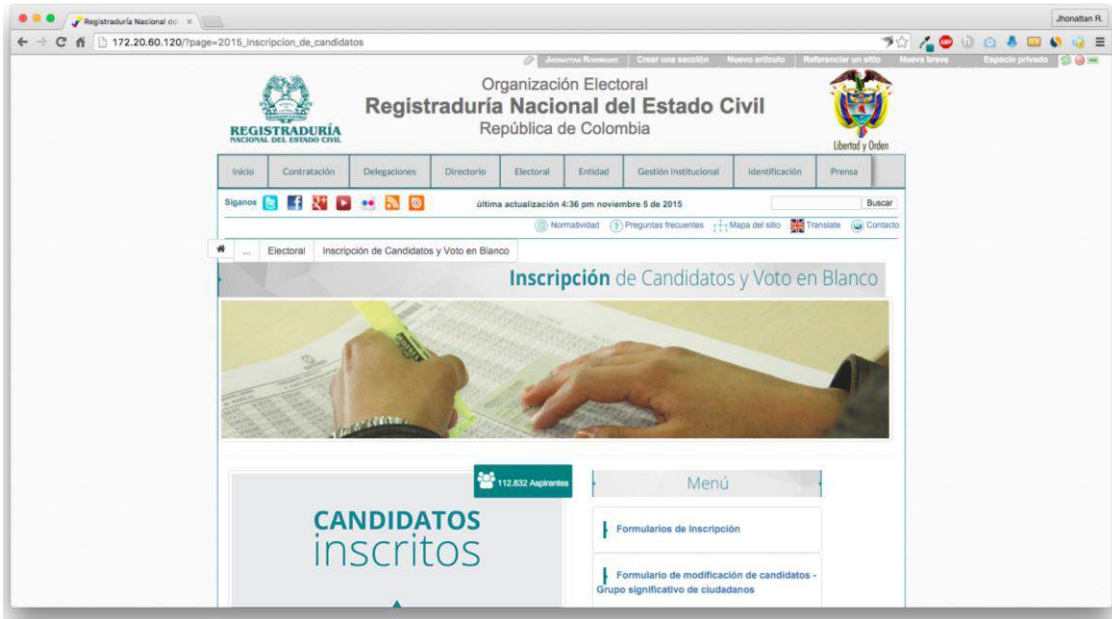 Registraduría Nacional del
Jhonattan R.
172.20.60.120/?page=2015_inscripcion_de_candidatos
Jhonattan Rodriguez Crear una sección Nuevo artículo Referenciar un sitio Nueva breve Espacio privado
Organización Electoral
Registraduría Nacional del Estado Civil
República de Colombia
REGISTRADURÍA
NACIONAL DEL ESTADO CIVIL
Libertad y Orden
Inicio Contratación Delegaciones Directorio Electoral Entidad Gestión Institucional Identificación Prensa
Siganos última actualización 4:36 pm noviembre 5 de 2015 Buscar
Normatividad Preguntas frecuentes Mapa del sitio Translate Contacto
... Electoral Inscripción de Candidatos y Voto en Blanco
Inscripción de Candidatos y Voto en Blanco
112.832 Aspirantes
Menú
CANDIDATOS
inscritos
Formularios de Inscripción
Formulario de modificación de candidatos -
Grupo significativo de ciudadanos